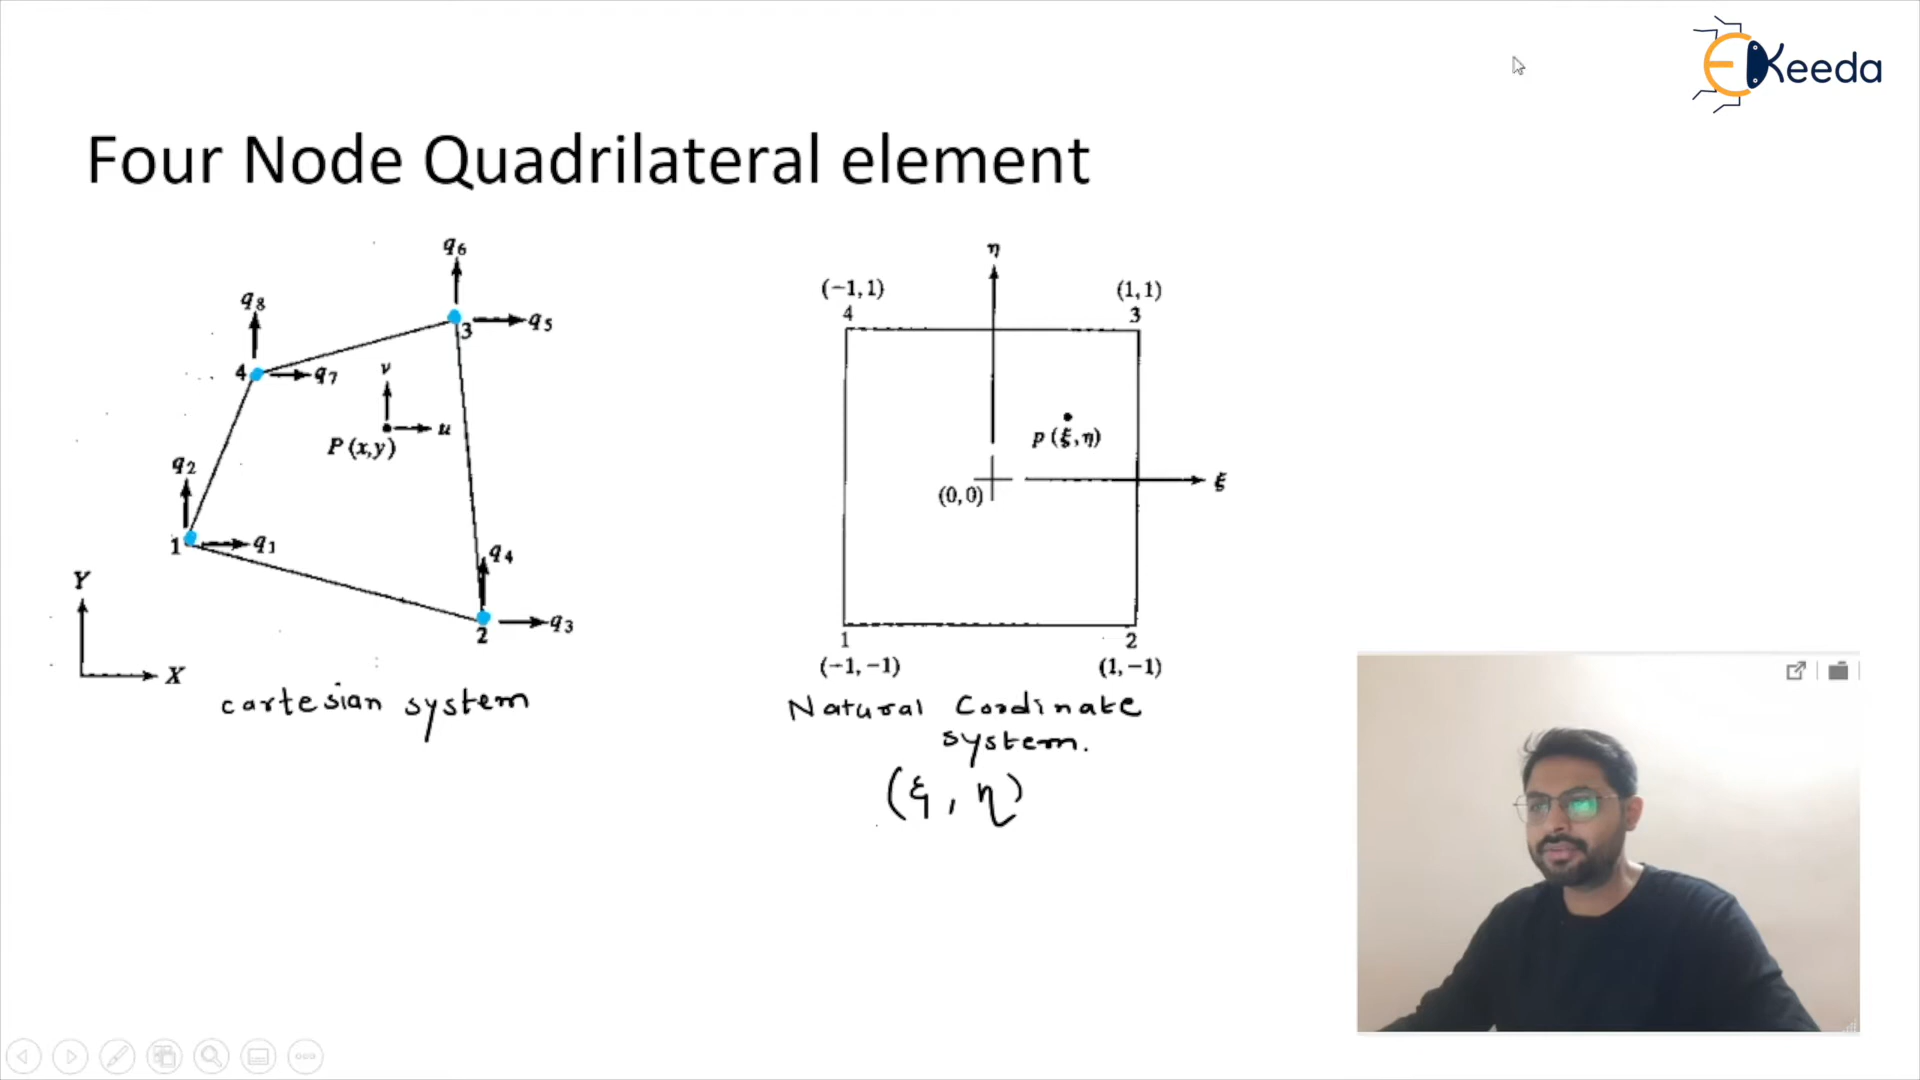 EKeeda
Four Node Quadrilateral element
q6
q8
3
q5
4
q7
v
u
P (x,y)
q2
1
q1
q4
Y
2
q3
X
cartesian system
η
(−1, 1)
(1, 1)
4
3
p (ξ, η)
(0, 0)
ξ
1
2
(−1, −1)
(1, −1)
Natural Coordinate
system.
(ξ, η)